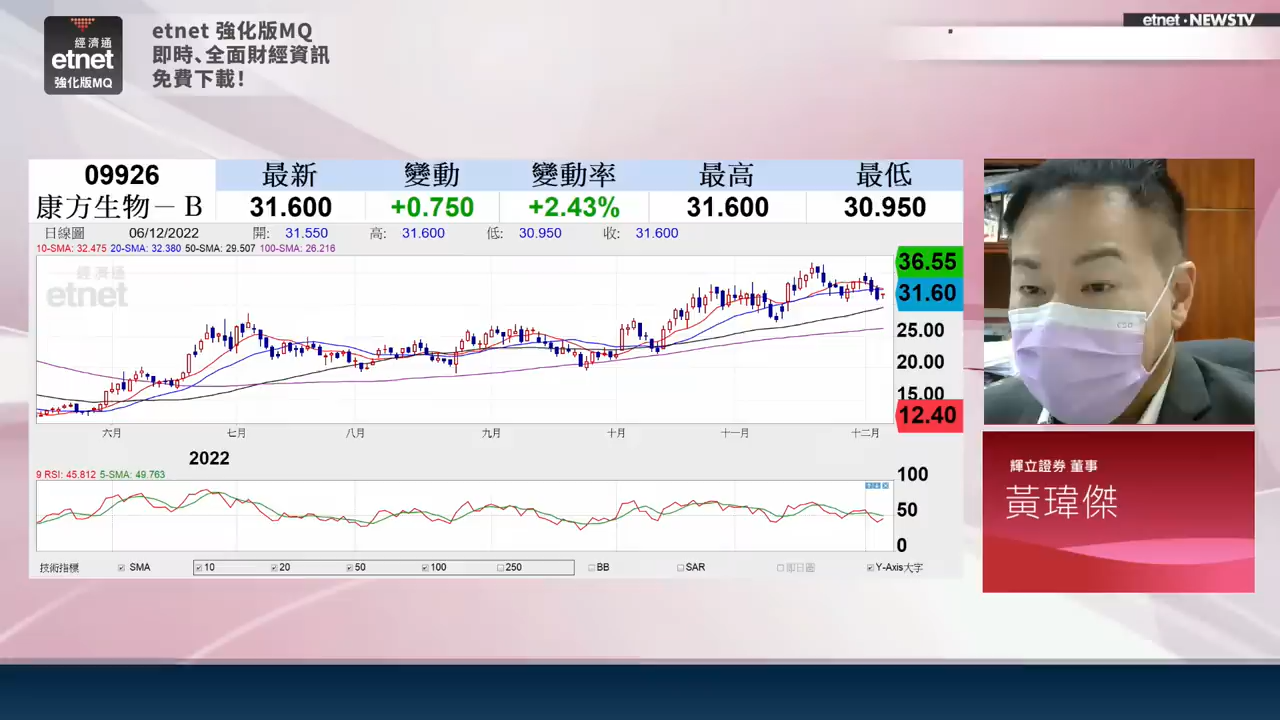 經濟通
etnet
強化版MQ
etnet 強化版MQ
即時、全面財經資訊
免費下載!
etnet · NEWSTV
09926 最新 變動 變動率 最高 最低
康方生物－B 31.600 +0.750 +2.43% 31.600 30.950
日線圖 06/12/2022 開: 31.550 高: 31.600 低: 30.950 收: 31.600
10-SMA: 32.475 20-SMA: 32.380 50-SMA: 29.507 100-SMA: 26.216
經濟通
etnet
36.55
31.60
25.00
20.00
15.00
12.40
六月 七月 八月 九月 十月 十一月 十二月
2022
9 RSI: 45.812 5-SMA: 49.763
100
50
0
技術指標 SMA 10 20 50 100 250 BB SAR 即日圖 Y-Axis大字
輝立證券 董事
黃瑋傑